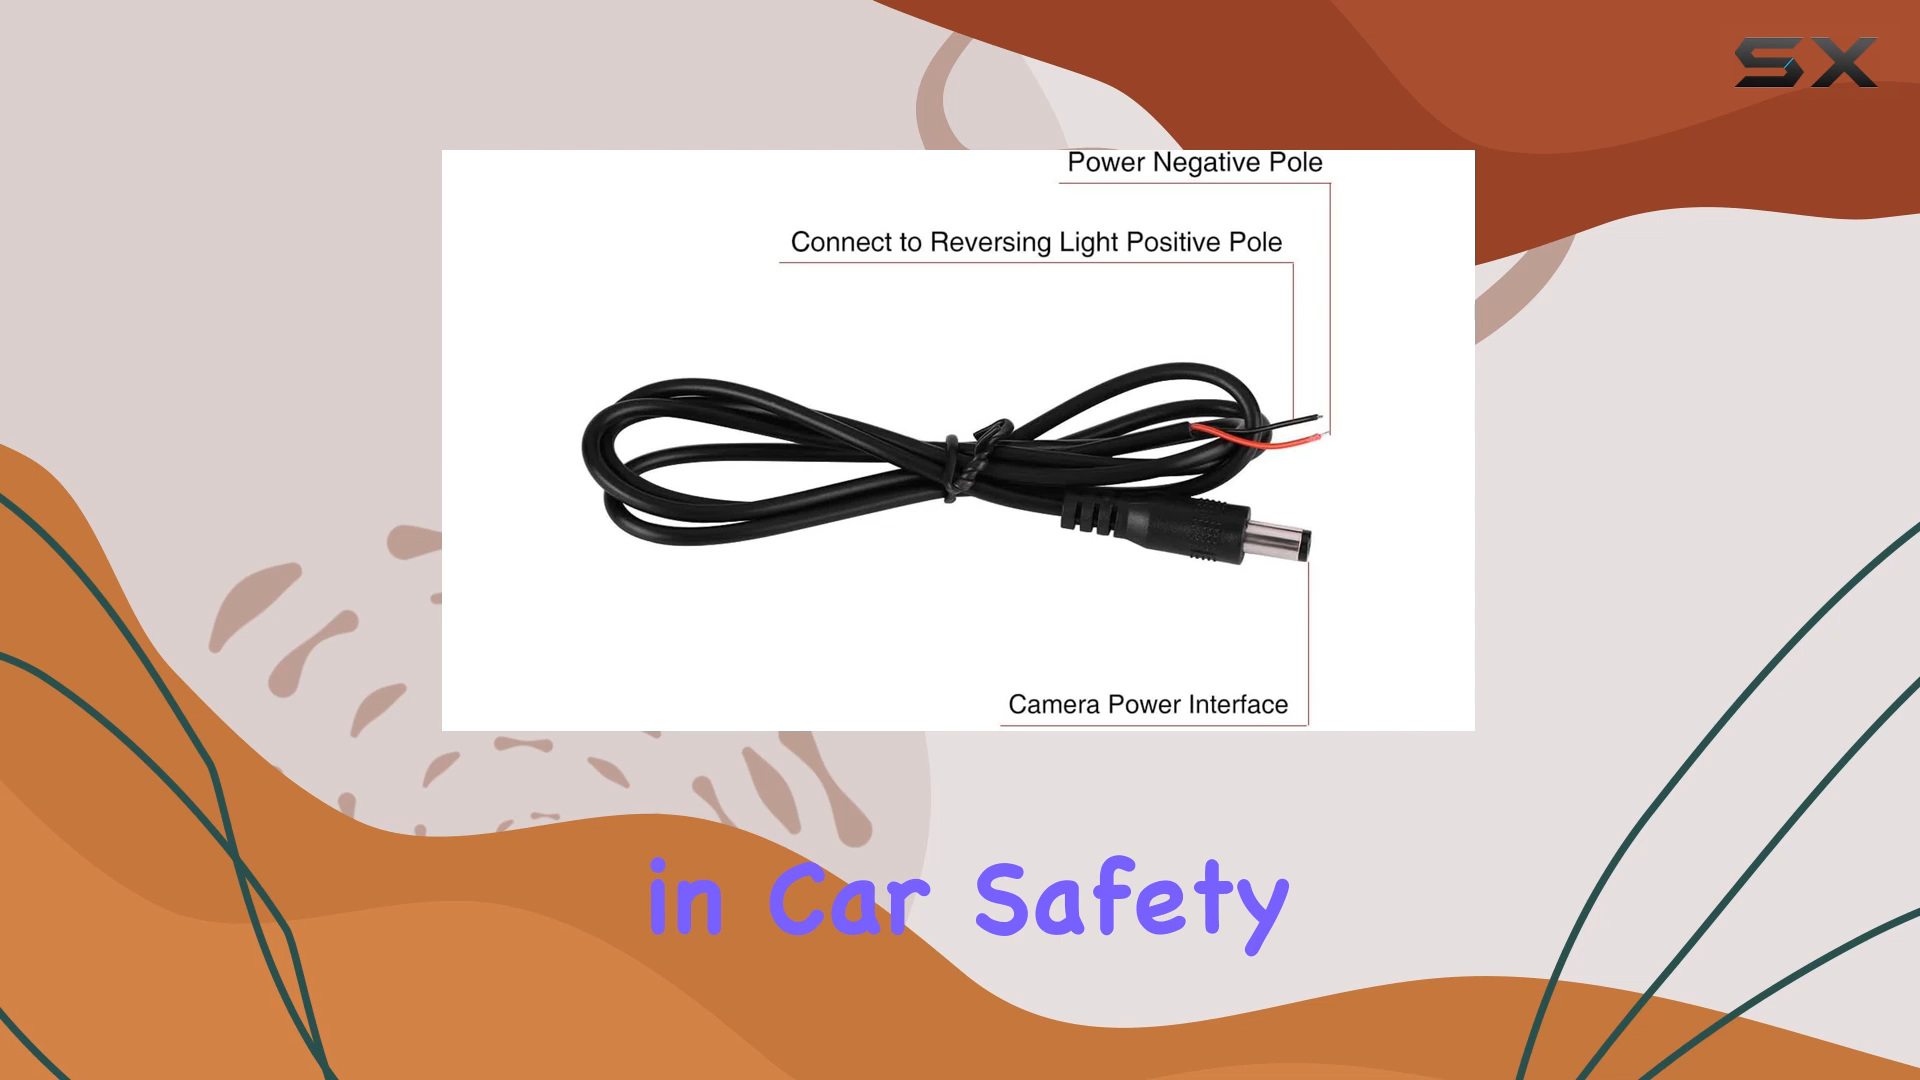 SX
Power Negative Pole
Connect to Reversing Light Positive Pole
Camera Power Interface
in Car Safety